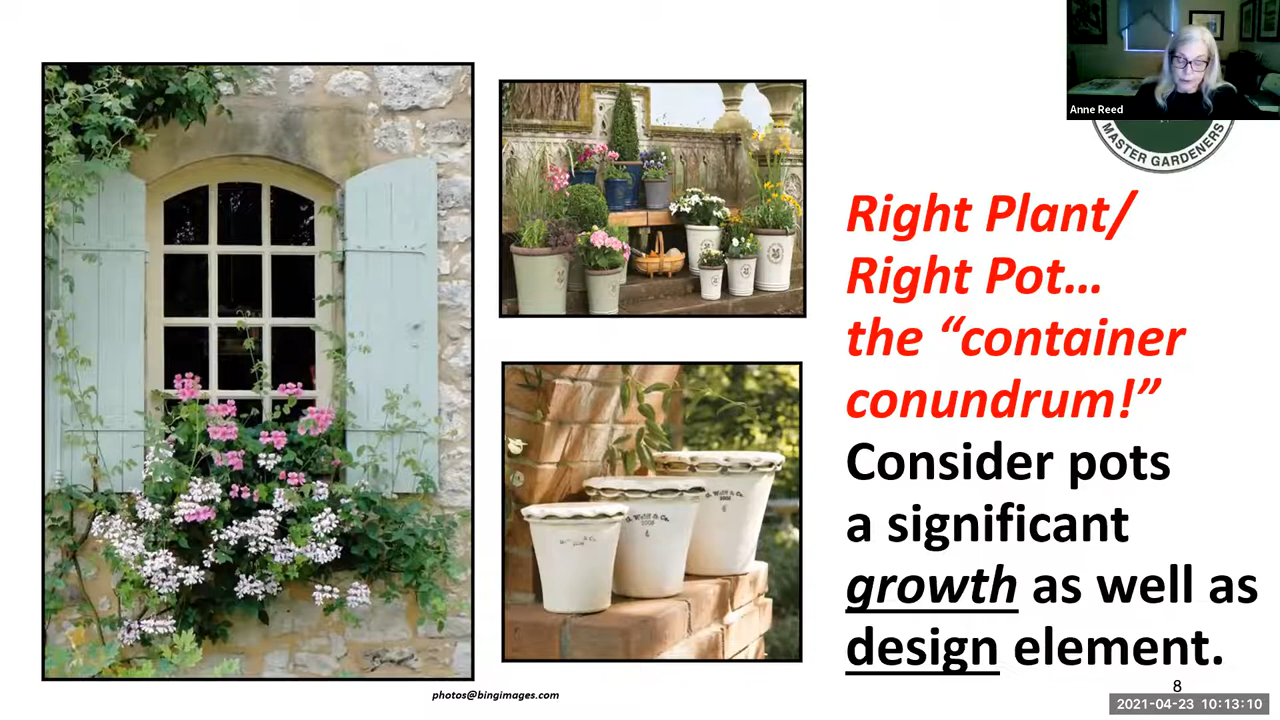 Anne Reed
MASTER GARDENERS
Right Plant/
Right Pot...
the “container
conundrum!”
Consider pots
a significant
growth as well as
design element.
photos@bingimages.com
8
2021-04-23 10:13:10